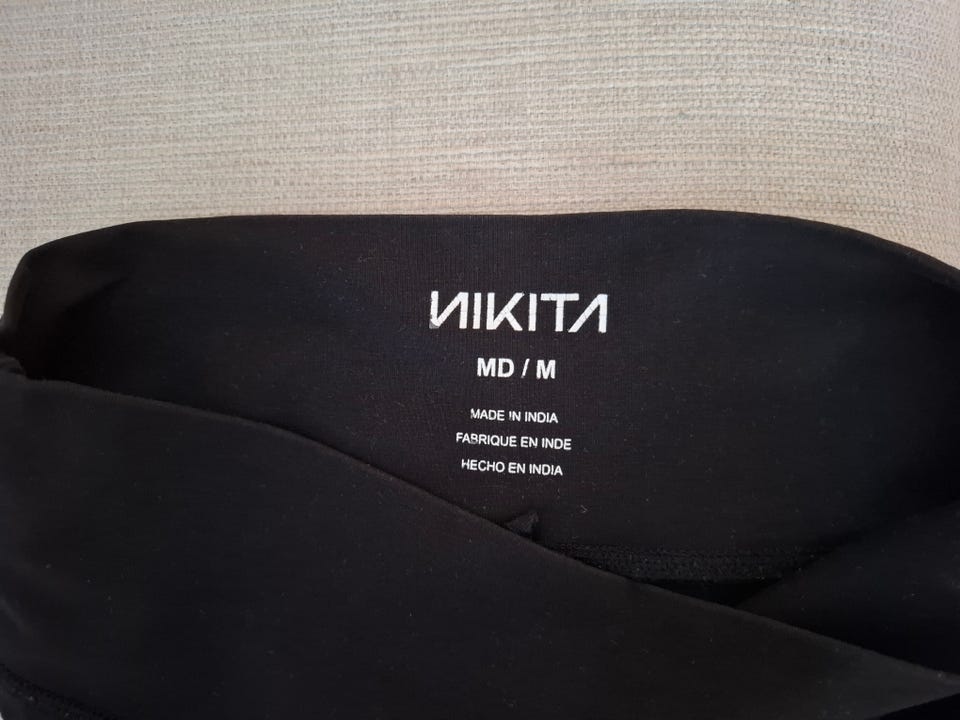 NIKITA
MD / M
MADE IN INDIA
FABRIQUE EN INDE
HECHO EN INDIA